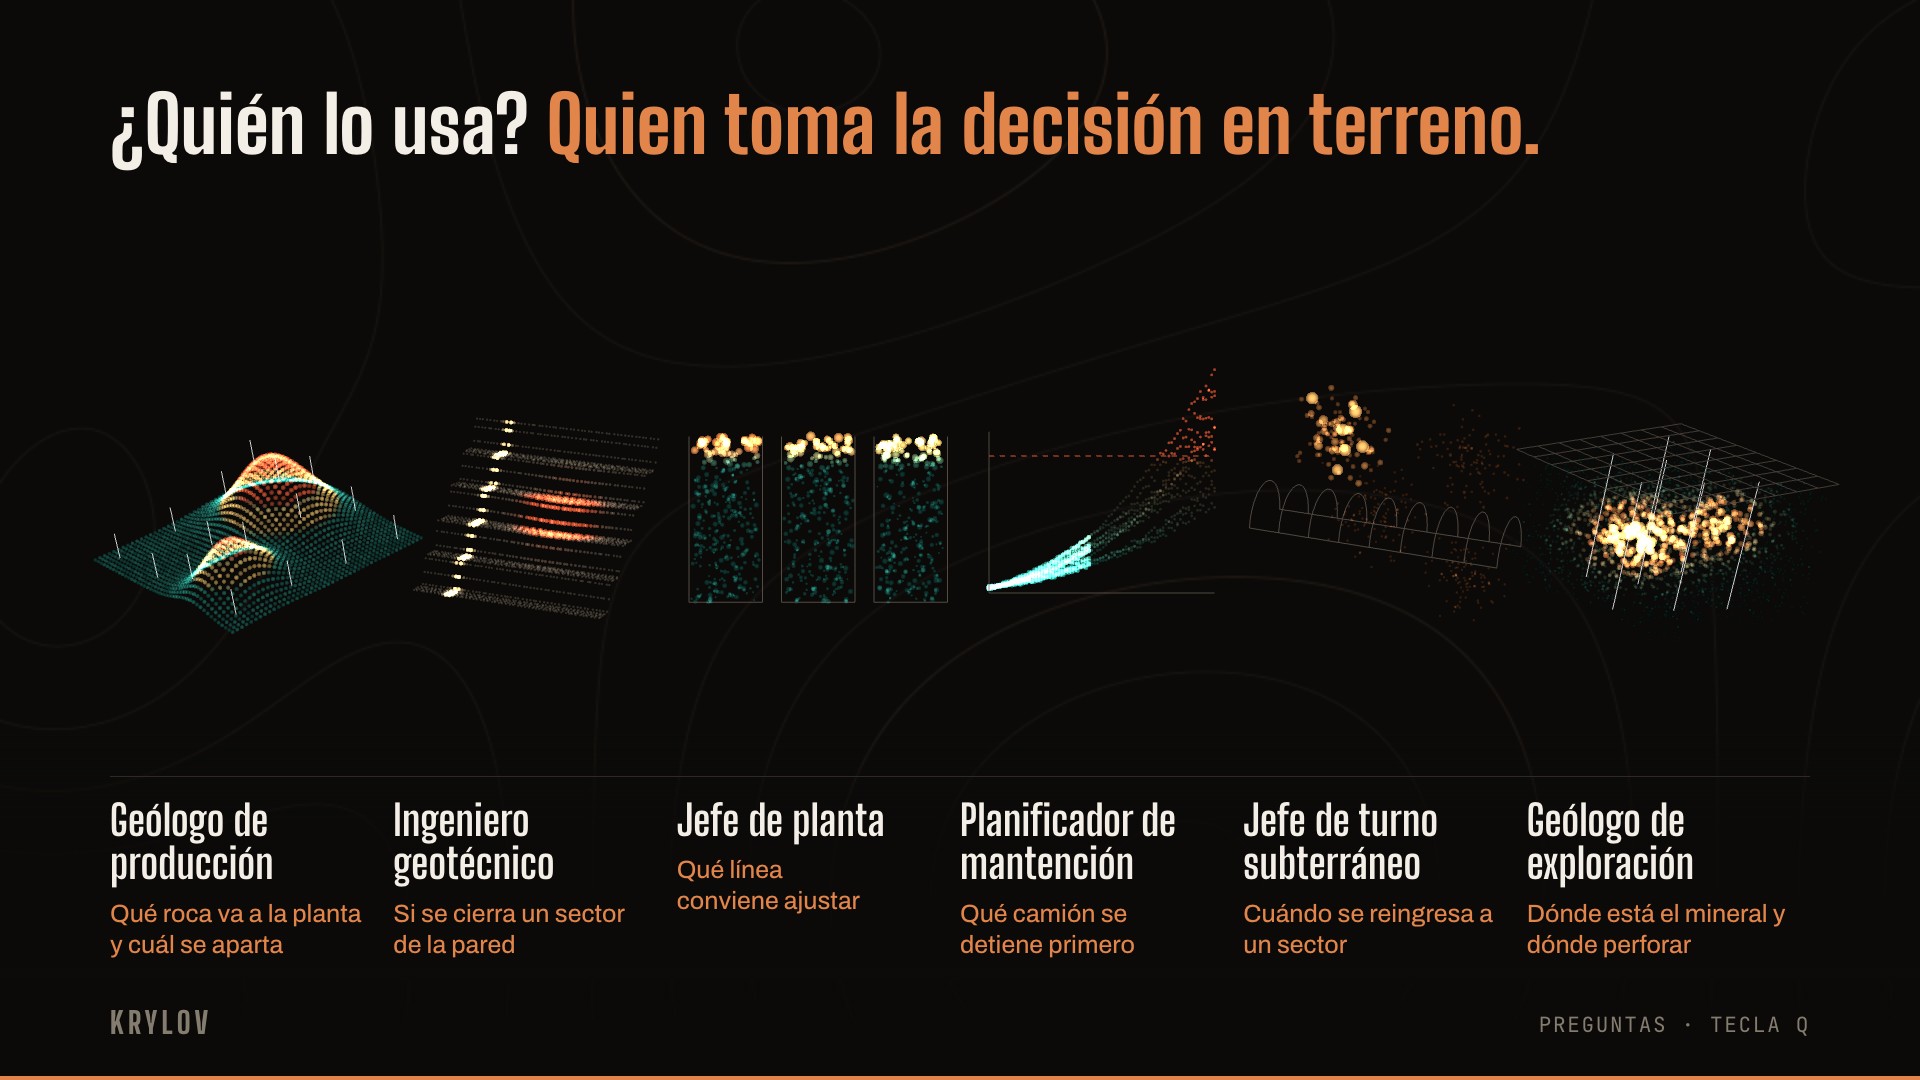 ¿Quién lo usa? Quien toma la decisión en terreno.
Geólogo de
producción
Qué roca va a la planta
y cuál se aparta
Ingeniero
geotécnico
Si se cierra un sector
de la pared
Jefe de planta
Qué línea
conviene ajustar
Planificador de
mantención
Qué camión se
detiene primero
Jefe de turno
subterráneo
Cuándo se reingresa a
un sector
Geólogo de
exploración
Dónde está el mineral y
dónde perforar
KRYLOV
PREGUNTAS · TECLA Q